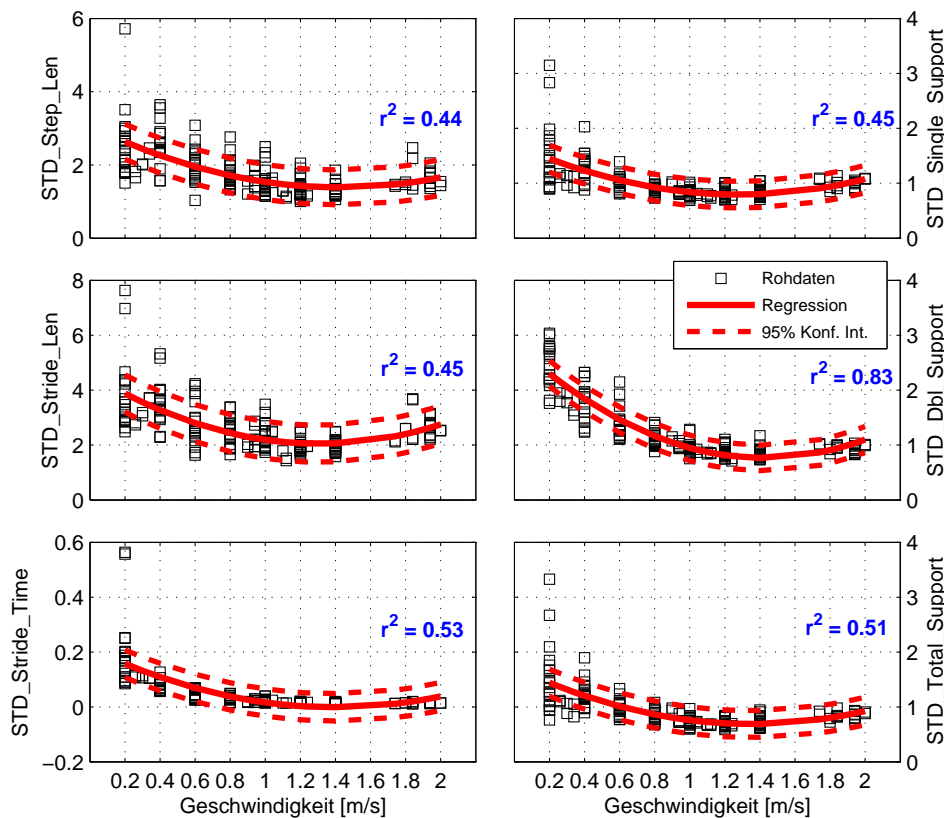 6
4
2
0
STD_Step_Len
r² = 0.44
4
3
2
1
0
STD_Single_Support
r² = 0.45
8
6
4
2
0
STD_Stride_Len
r² = 0.45
Rohdaten
Regression
95% Konf. Int.
4
3
2
1
0
STD_Dbl_Support
r² = 0.83
0.6
0.4
0.2
0
−0.2
STD_Stride_Time
r² = 0.53
0.2 0.4 0.6 0.8 1 1.2 1.4 1.6 1.8 2
Geschwindigkeit [m/s]
4
3
2
1
0
STD_Total_Support
r² = 0.51
0.2 0.4 0.6 0.8 1 1.2 1.4 1.6 1.8 2
Geschwindigkeit [m/s]